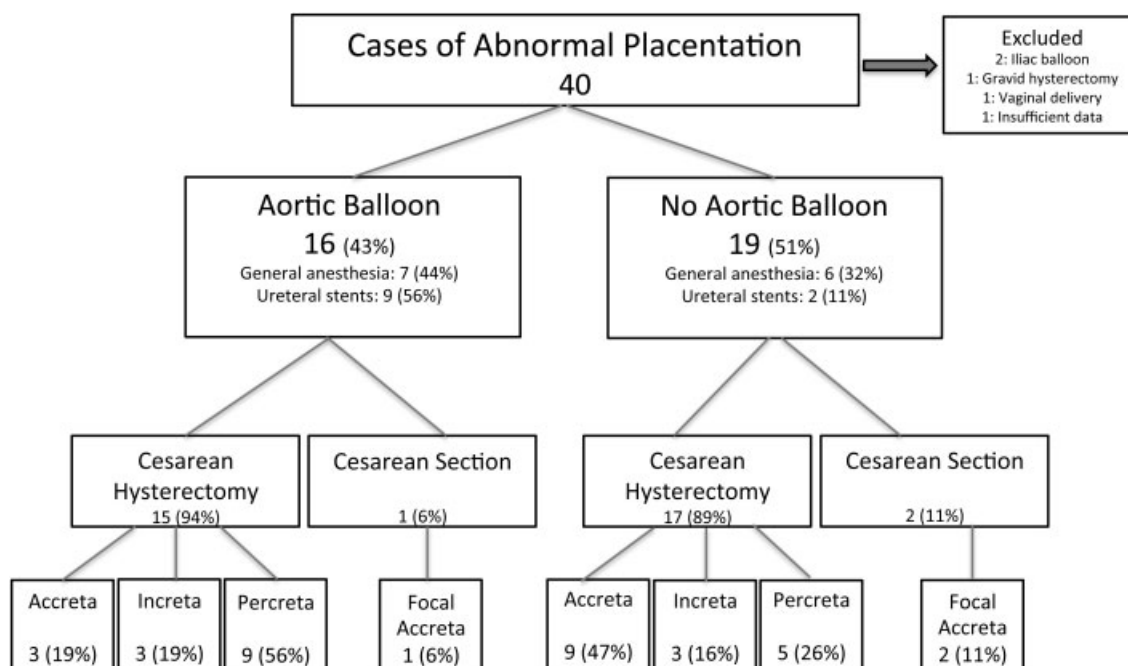 Cases of Abnormal Placentation
40
Excluded
2: Iliac balloon
1: Gravid hysterectomy
1: Vaginal delivery
1: Insufficient data
Aortic Balloon
16 (43%)
General anesthesia: 7 (44%)
Ureteral stents: 9 (56%)
No Aortic Balloon
19 (51%)
General anesthesia: 6 (32%)
Ureteral stents: 2 (11%)
Cesarean
Hysterectomy
15 (94%)
Cesarean Section
1 (6%)
Cesarean
Hysterectomy
17 (89%)
Cesarean Section
2 (11%)
Accreta
3 (19%)
Increta
3 (19%)
Percreta
9 (56%)
Focal
Accreta
1 (6%)
Accreta
9 (47%)
Increta
3 (16%)
Percreta
5 (26%)
Focal
Accreta
2 (11%)